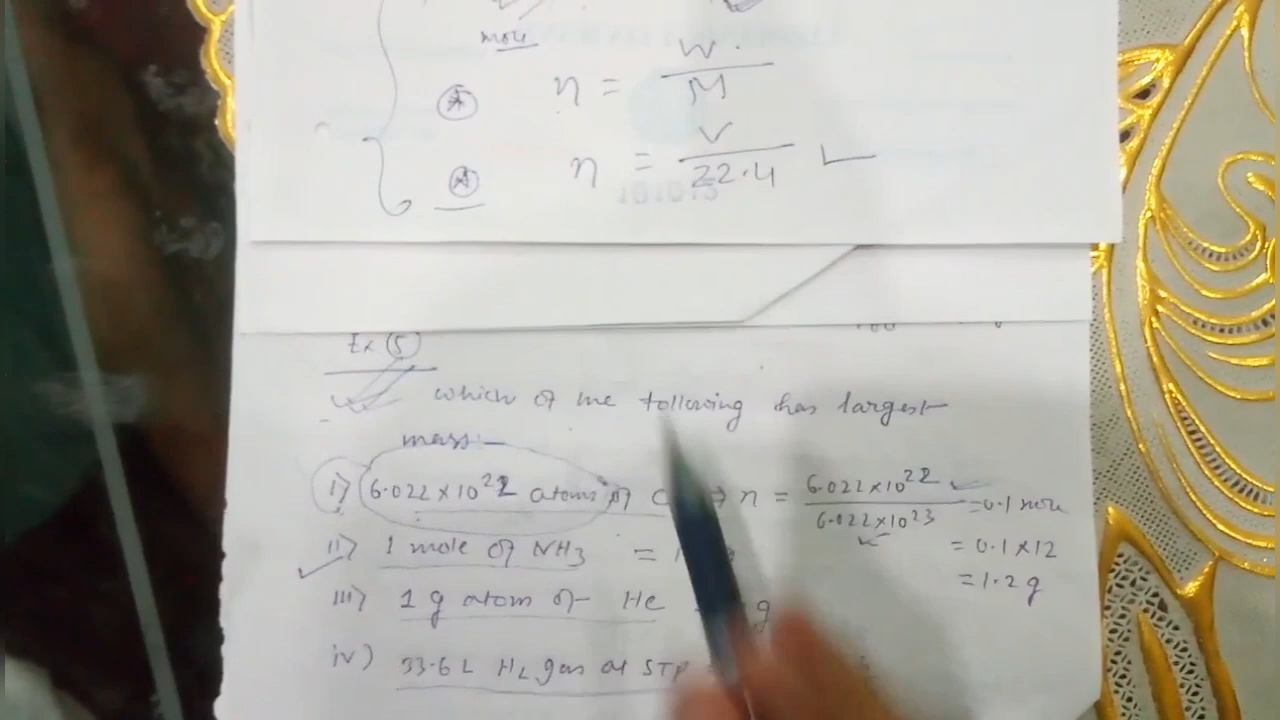 mole
n = W / M
n = V / 22.4
101012
Ex (5)
which of the following has largest
mass :-
i) 6.022×10²² atoms of C ⇒ n = 6.022×10²² / 6.022×10²³ = 0.1 mole
= 0.1×12
= 1.2 g
ii) 1 mole of NH3 =
iii) 1 g atom of He g
iv) 33.6 L H2 gas at STP